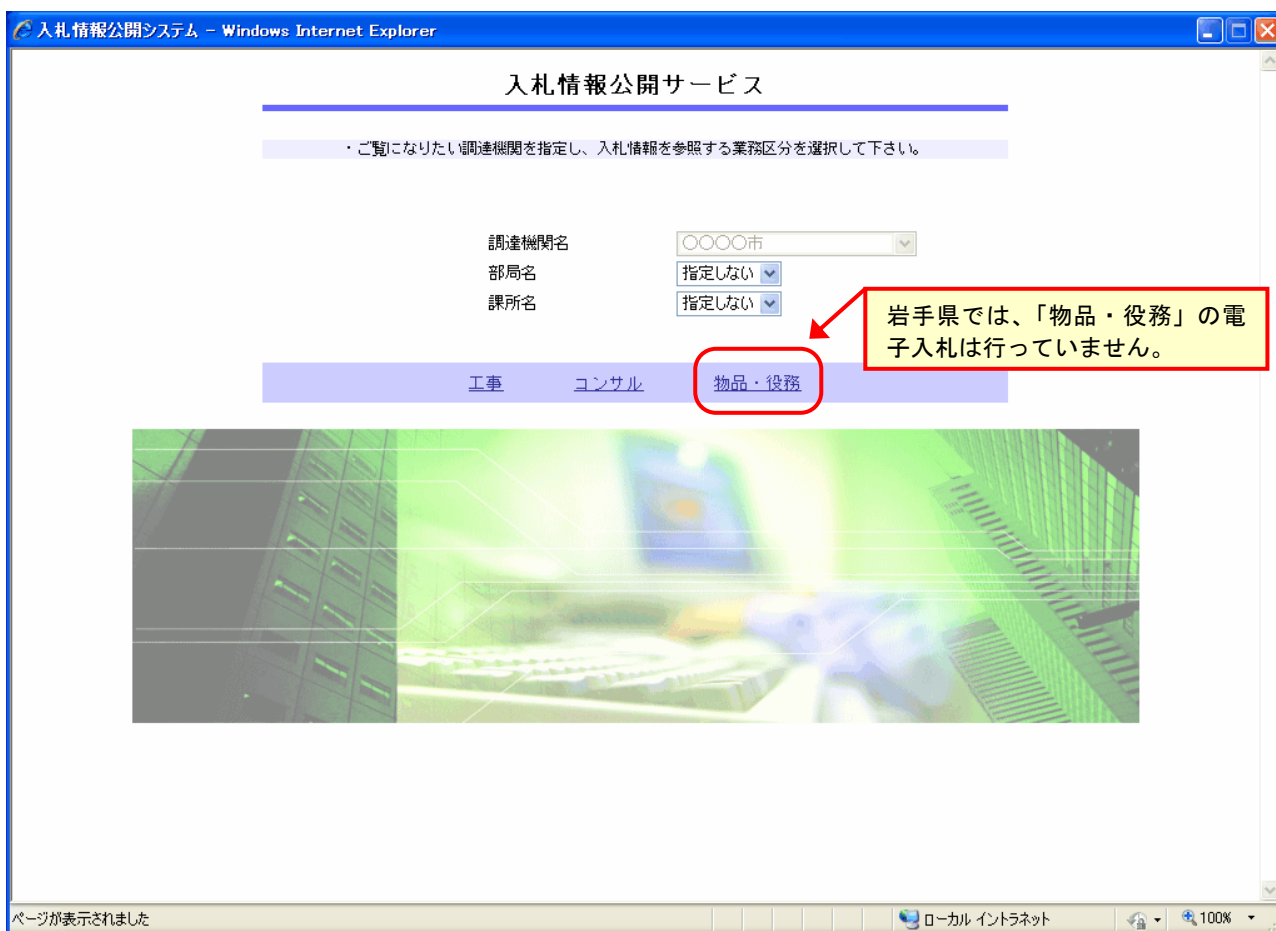 入札情報公開システム - Windows Internet Explorer
入札情報公開サービス
・ご覧になりたい調達機関を指定し、入札情報を参照する業務区分を選択して下さい。
調達機関名 ○○○○市
部局名 指定しない
課所名 指定しない
岩手県では、「物品・役務」の電
子入札は行っていません。
工事 コンサル 物品・役務
ページが表示されました ローカル イントラネット 100%